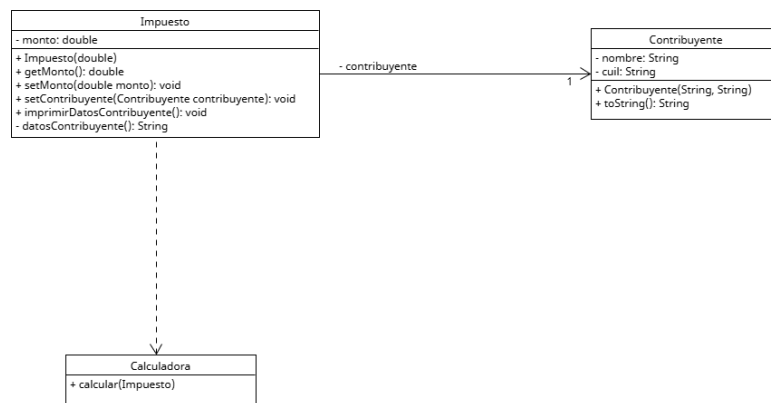 Impuesto
- monto: double
+ Impuesto(double)
+ getMonto(): double
+ setMonto(double monto): void
+ setContribuyente(Contribuyente contribuyente): void
+ imprimirDatosContribuyente(): void
- datosContribuyente(): String
- contribuyente
1
Contribuyente
- nombre: String
- cuil: String
+ Contribuyente(String, String)
+ toString(): String
Calculadora
+ calcular(Impuesto)